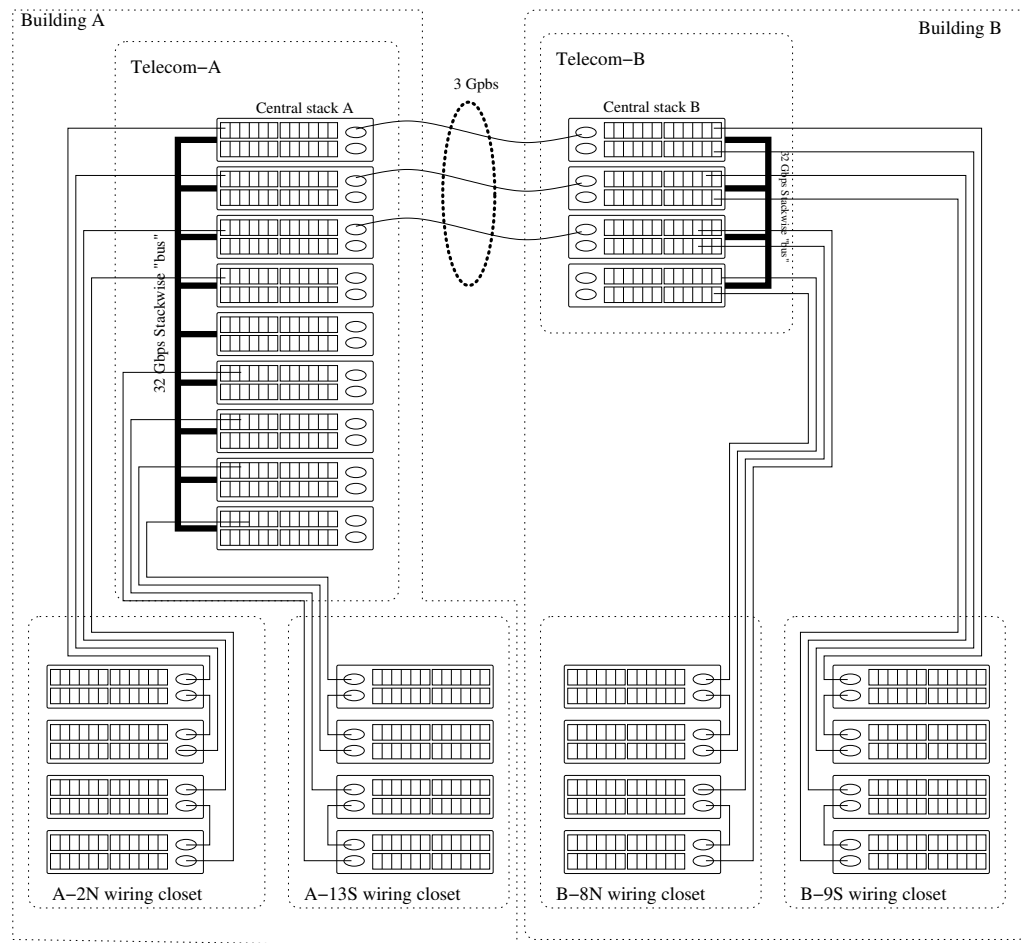 Building A
Building B
Telecom−A
Telecom−B
3 Gpbs
Central stack A
Central stack B
32 Gbps Stackwise "bus"
32 Gbps Stackwise "bus"
A−2N wiring closet
A−13S wiring closet
B−8N wiring closet
B−9S wiring closet